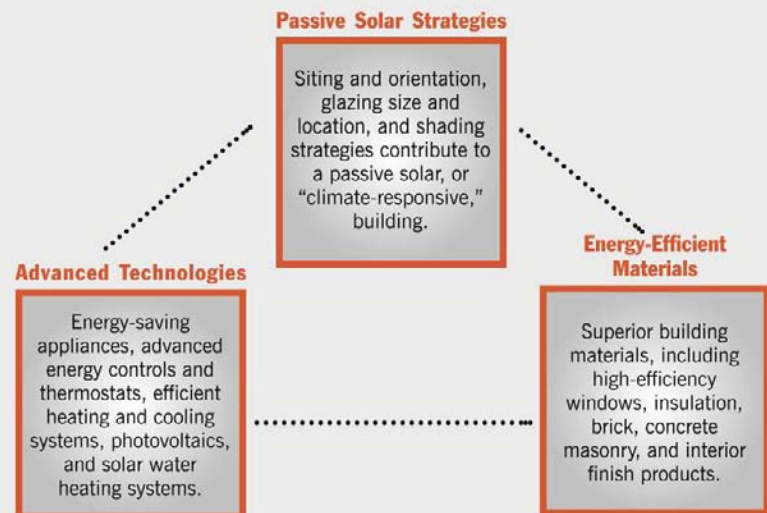 Passive Solar Strategies
Siting and orientation,
glazing size and
location, and shading
strategies contribute to
a passive solar, or
“climate-responsive,”
building.
Advanced Technologies
Energy-saving
appliances, advanced
energy controls and
thermostats, efficient
heating and cooling
systems, photovoltaics,
and solar water
heating systems.
Energy-Efficient
Materials
Superior building
materials, including
high-efficiency
windows, insulation,
brick, concrete
masonry, and interior
finish products.